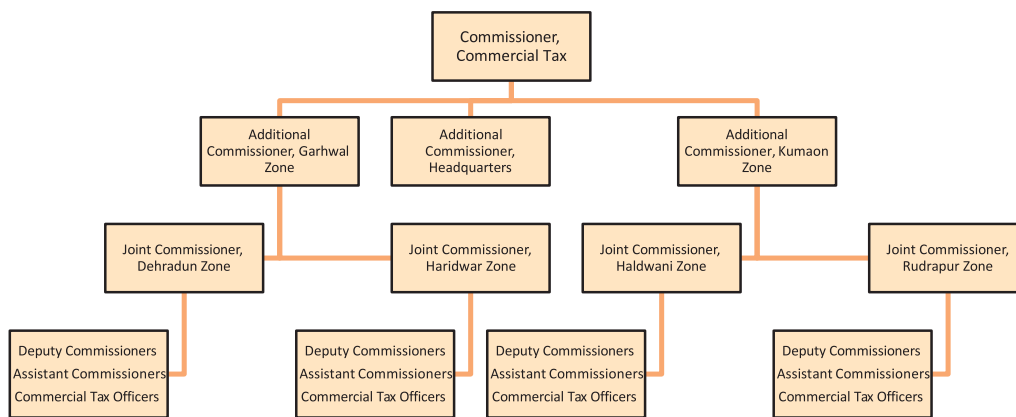 Commissioner,
Commercial Tax
Additional
Commissioner, Garhwal
Zone
Additional
Commissioner,
Headquarters
Additional
Commissioner, Kumaon
Zone
Joint Commissioner,
Dehradun Zone
Joint Commissioner,
Haridwar Zone
Joint Commissioner,
Haldwani Zone
Joint Commissioner,
Rudrapur Zone
Deputy Commissioners
Assistant Commissioners
Commercial Tax Officers
Deputy Commissioners
Assistant Commissioners
Commercial Tax Officers
Deputy Commissioners
Assistant Commissioners
Commercial Tax Officers
Deputy Commissioners
Assistant Commissioners
Commercial Tax Officers